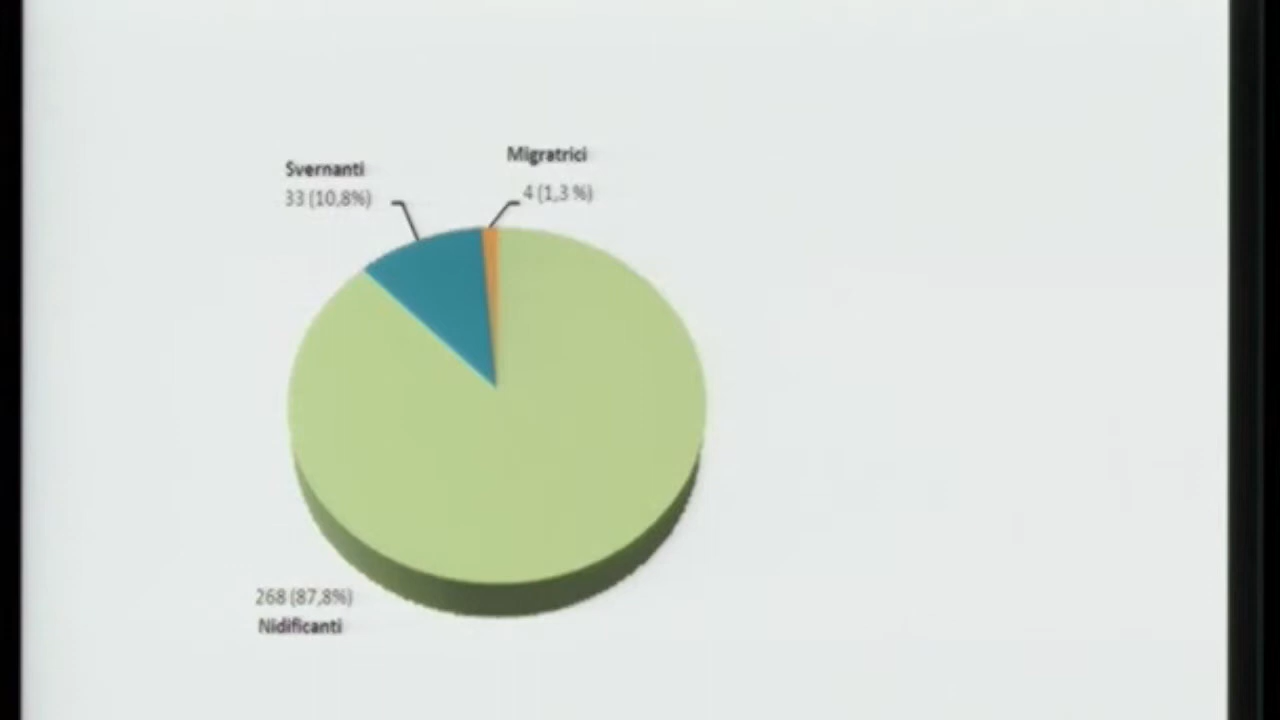 Migratrici
Svernanti
4 (1,3 %)
33 (10,8%)
268 (87,8%)
Nidificanti